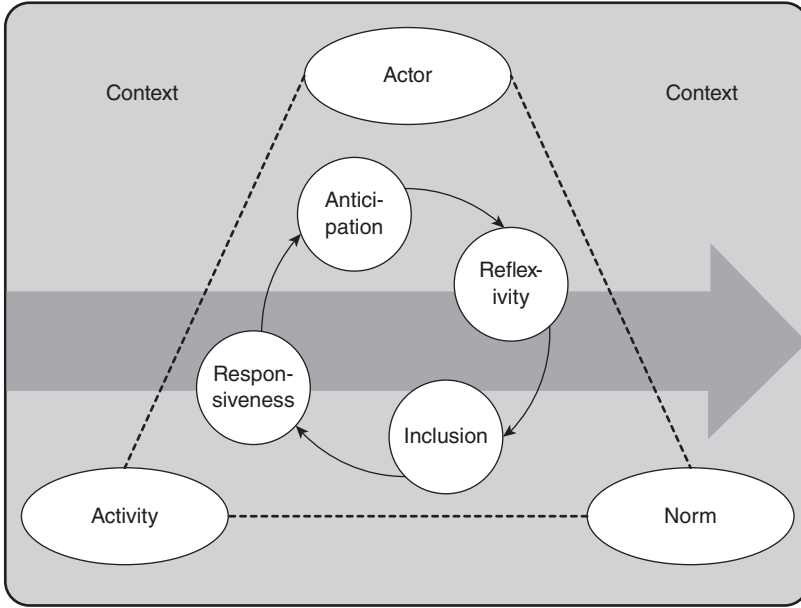 Actor
Context
Context
Antici-
pation
Reflex-
ivity
Respon-
siveness
Inclusion
Activity
Norm